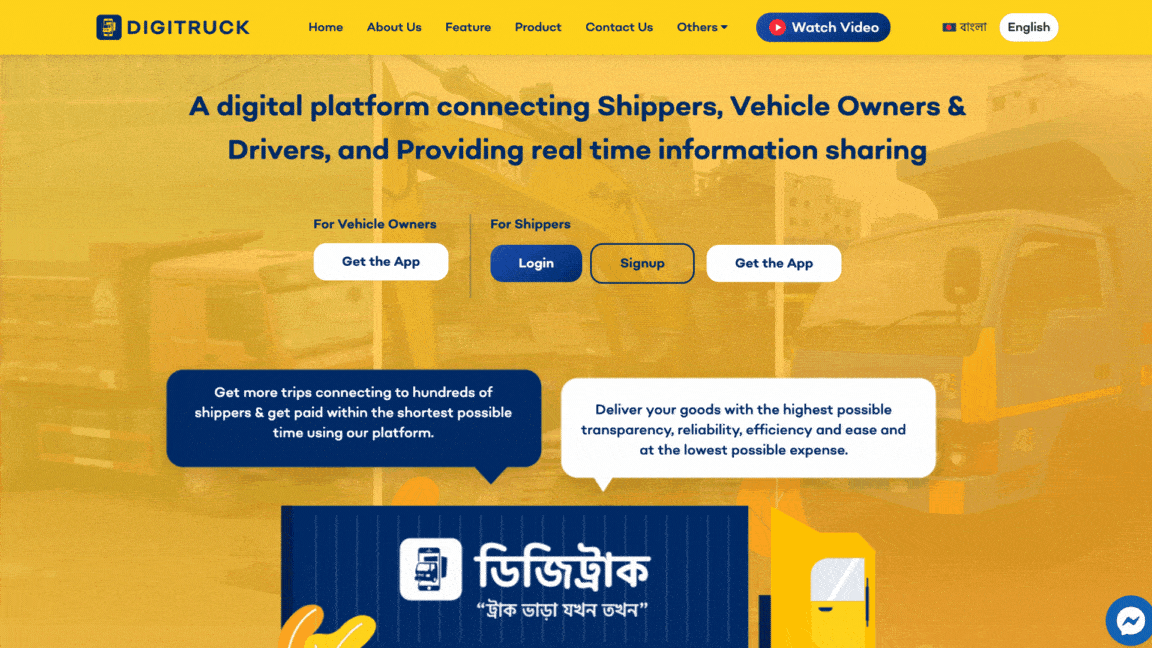 DIGITRUCK
Home About Us Feature Product Contact Us Others Watch Video বাংলা English
A digital platform connecting Shippers, Vehicle Owners &
Drivers, and Providing real time information sharing
For Vehicle Owners
Get the App
For Shippers
Login Signup Get the App
Get more trips connecting to hundreds of
shippers & get paid within the shortest possible
time using our platform.
Deliver your goods with the highest possible
transparency, reliability, efficiency and ease and
at the lowest possible expense.
ডিজিট্রাক
“ট্রাক ভাড়া যখন তখন”